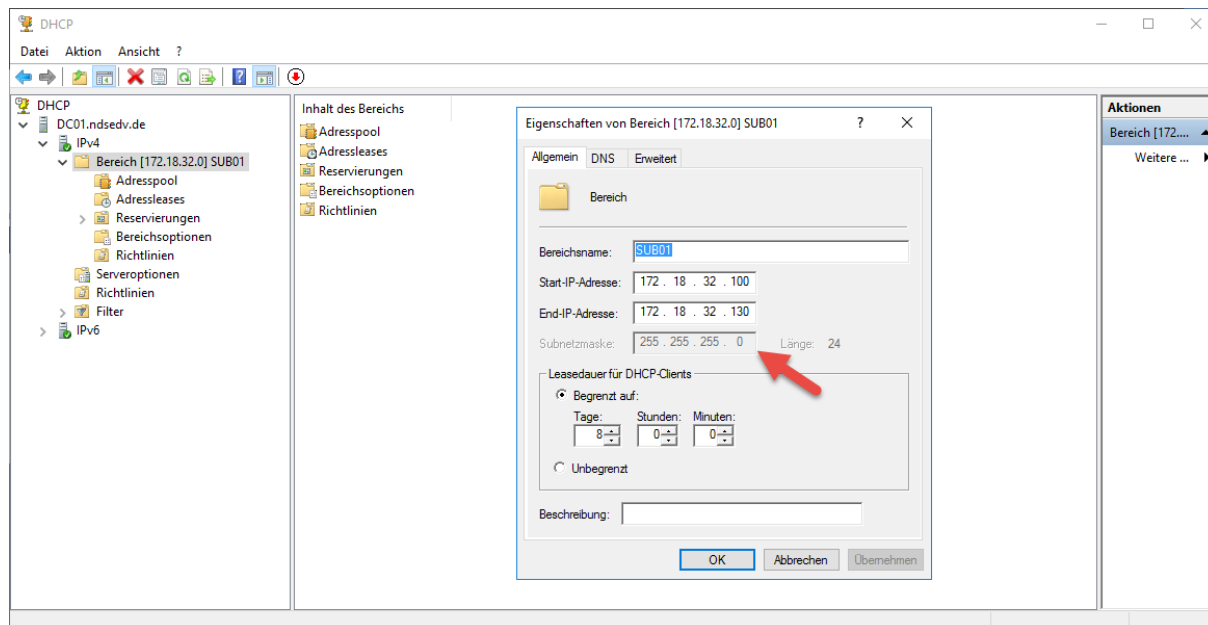 DHCP
Datei Aktion Ansicht ?
DHCP
DC01.ndsedv.de
IPv4
Bereich [172.18.32.0] SUB01
Adresspool
Adressleases
Reservierungen
Bereichsoptionen
Richtlinien
Serveroptionen
Richtlinien
Filter
IPv6
Inhalt des Bereichs
Adresspool
Adressleases
Reservierungen
Bereichsoptionen
Richtlinien
Eigenschaften von Bereich [172.18.32.0] SUB01 ?
Allgemein DNS Erweitert
Bereich
Bereichsname: SUB01
Start-IP-Adresse: 172 . 18 . 32 . 100
End-IP-Adresse: 172 . 18 . 32 . 130
Subnetzmaske: 255 . 255 . 255 . 0 Länge: 24
Leasedauer für DHCP-Clients
Begrenzt auf:
Tage: Stunden: Minuten:
8 0 0
Unbegrenzt
Beschreibung:
OK Abbrechen Übernehmen
Aktionen
Bereich [172....
Weitere ...